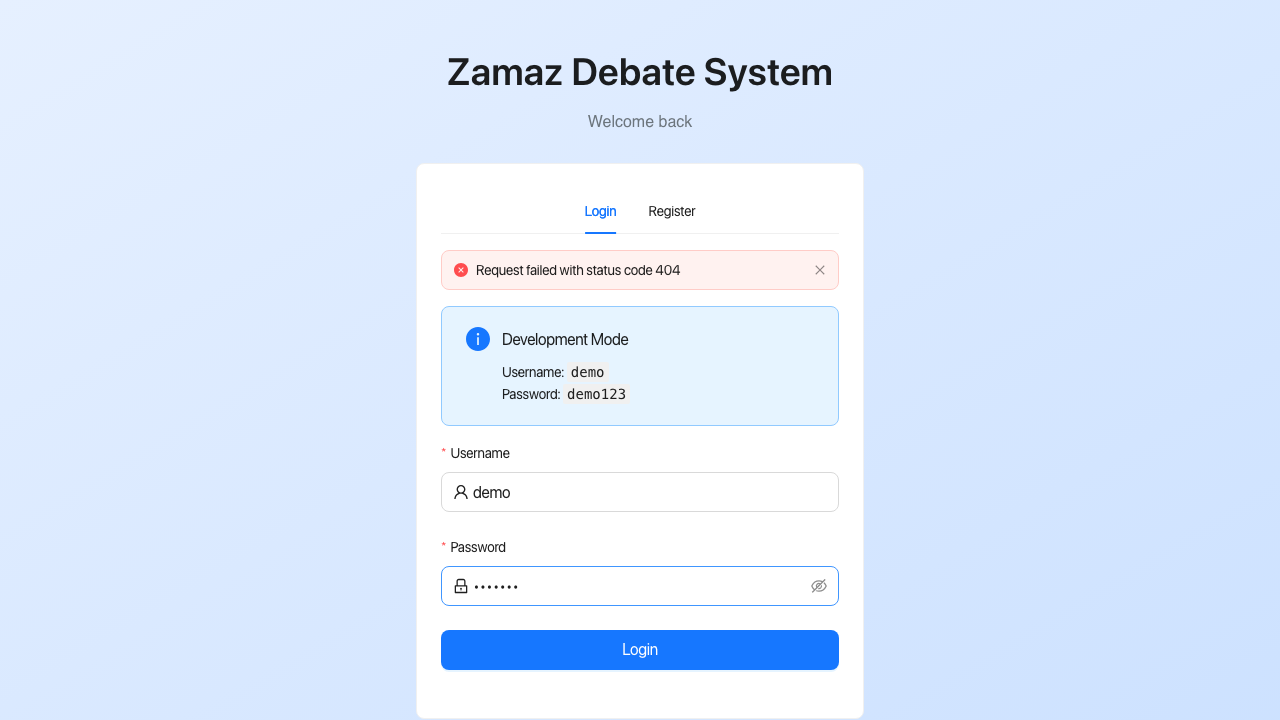 Zamaz Debate System
Welcome back
Login Register
Request failed with status code 404
Development Mode
Username: demo
Password: demo123
* Username
demo
* Password
•••••••
Login